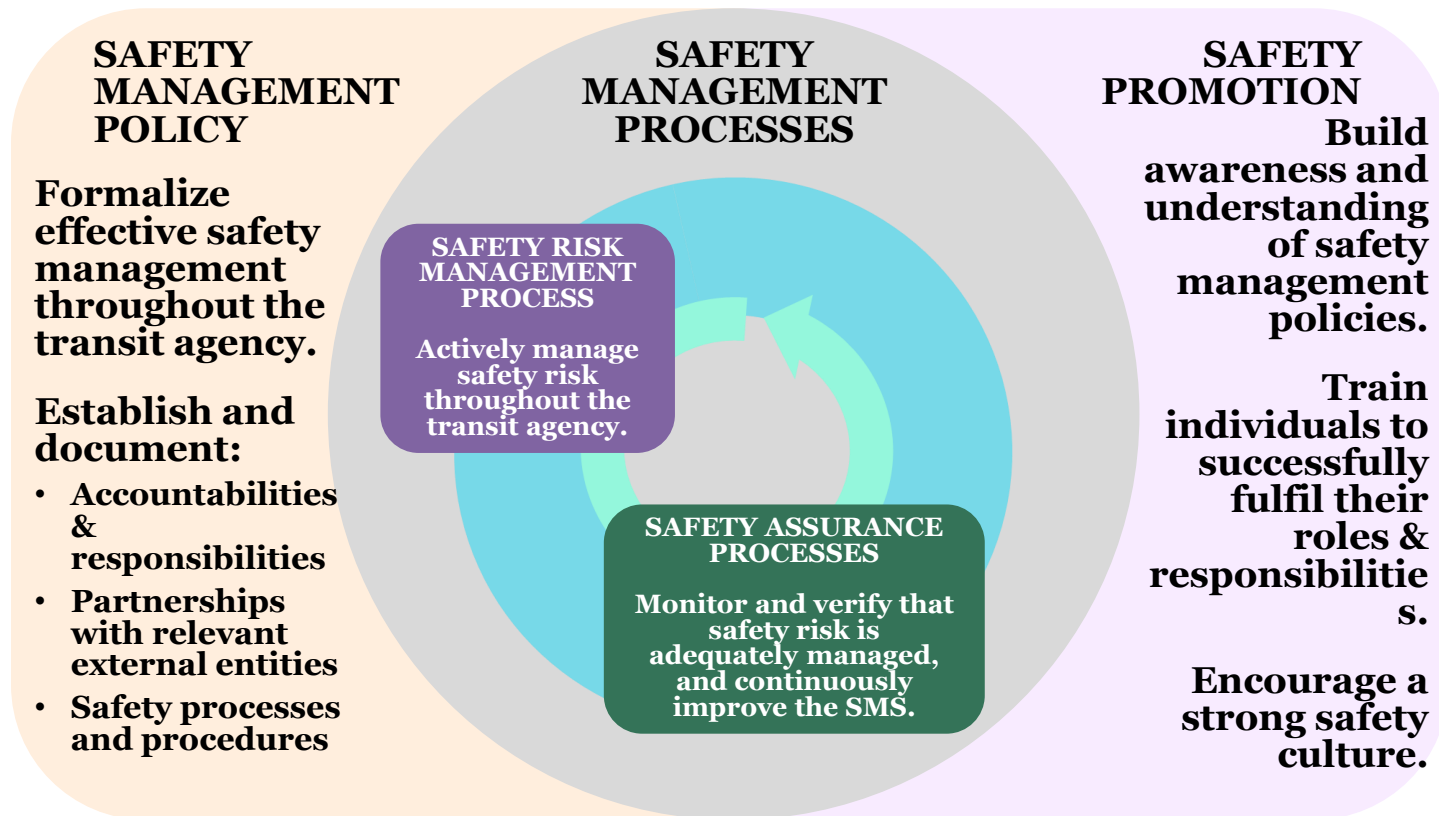 SAFETY
MANAGEMENT
POLICY
Formalize
effective safety
management
throughout the
transit agency.
Establish and
document:
• Accountabilities
&
responsibilities
• Partnerships
with relevant
external entities
• Safety processes
and procedures
SAFETY
MANAGEMENT
PROCESSES
SAFETY RISK
MANAGEMENT
PROCESS
Actively manage
safety risk
throughout the
transit agency.
SAFETY ASSURANCE
PROCESSES
Monitor and verify that
safety risk is
adequately managed,
and continuously
improve the SMS.
SAFETY
PROMOTION
Build
awareness and
understanding
of safety
management
policies.
Train
individuals to
successfully
fulfil their
roles &
responsibilitie
s.
Encourage a
strong safety
culture.